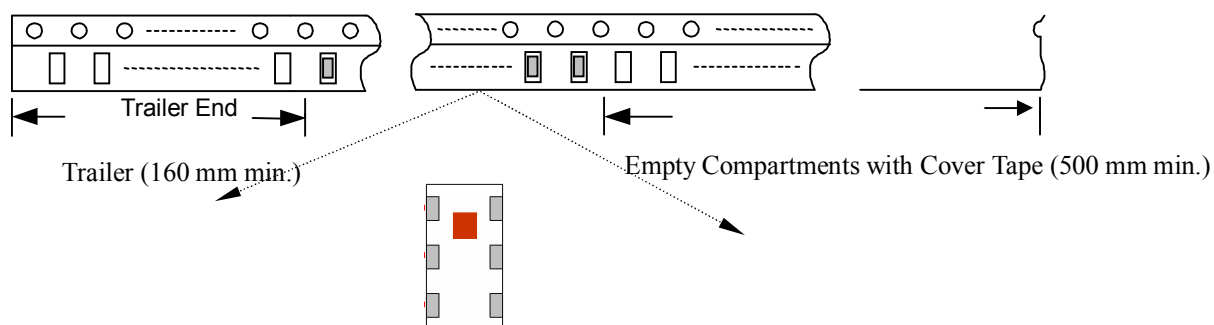 Trailer End
Trailer (160 mm min.)
Empty Compartments with Cover Tape (500 mm min.)